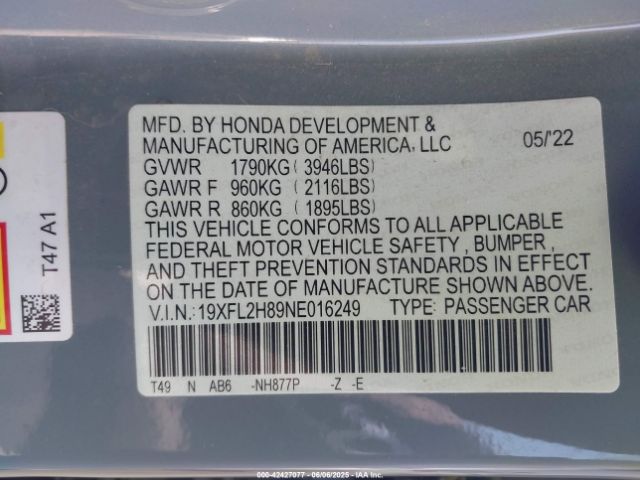 MFD. BY HONDA DEVELOPMENT &
MANUFACTURING OF AMERICA, LLC 05/'22
GVWR 1790KG ( 3946LBS )
GAWR F 960KG ( 2116LBS )
GAWR R 860KG ( 1895LBS )
THIS VEHICLE CONFORMS TO ALL APPLICABLE
FEDERAL MOTOR VEHICLE SAFETY , BUMPER ,
AND THEFT PREVENTION STANDARDS IN EFFECT
ON THE DATE OF MANUFACTURE SHOWN ABOVE.
V.I.N.: 19XFL2H89NE016249 TYPE: PASSENGER CAR
T49 N AB6 -NH877P -Z -E
T47 A1
000-42427077 - 06/06/2025 - IAA Inc.